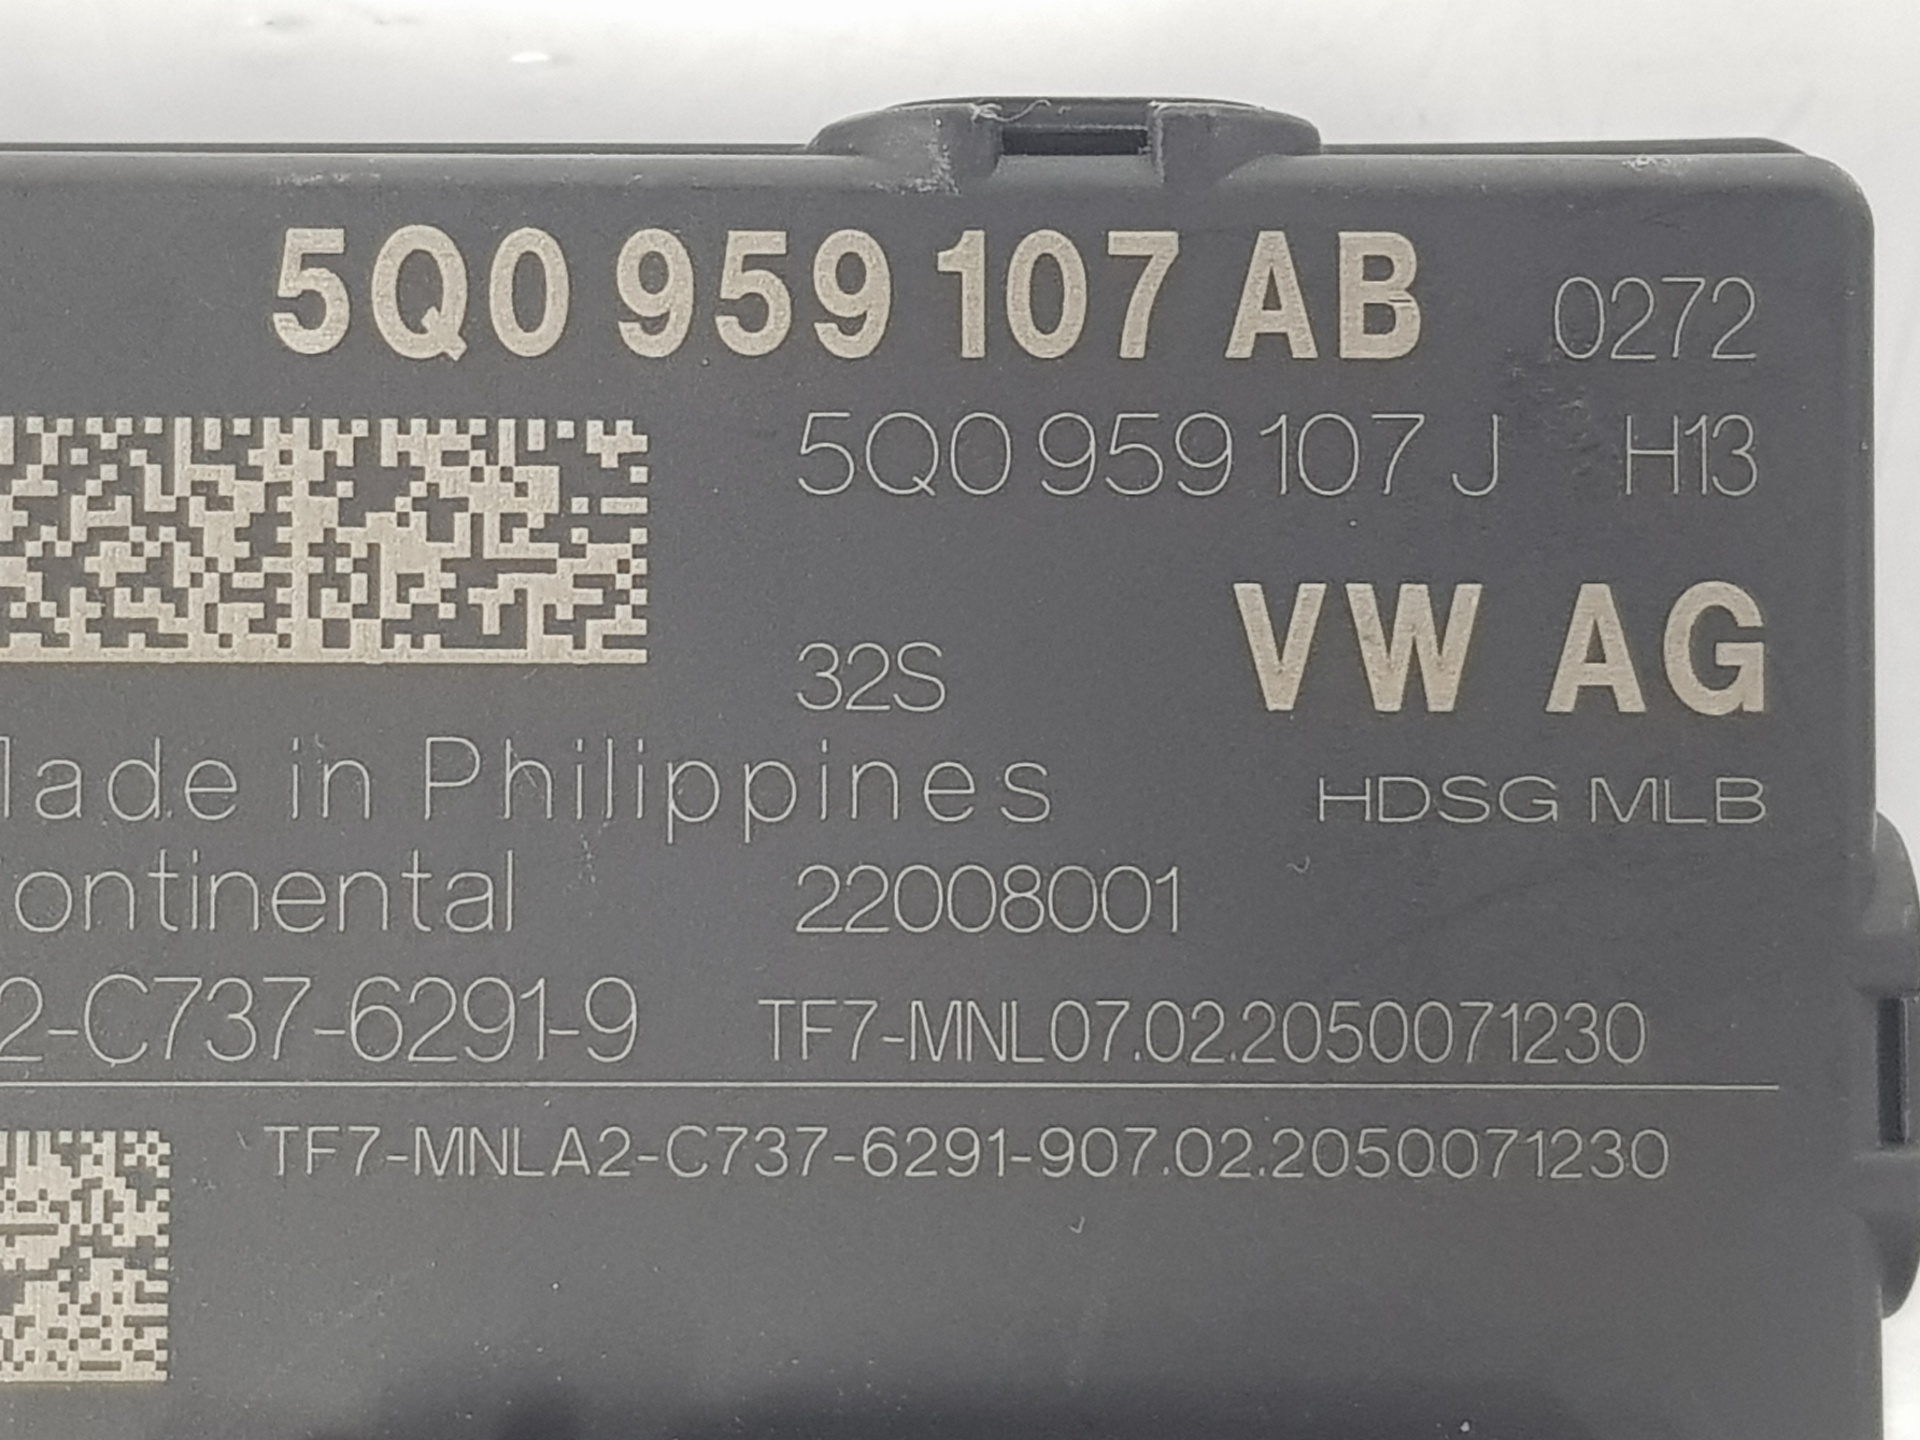 5Q0 959 107 AB 0272
5Q0 959 107 J H13
32S VW AG
lade in Philippines HDSG MLB
ontinental 22008001
2-C737-6291-9 TF7-MNL07.02.2050071230
TF7-MNLA2-C737-6291-907.02.2050071230